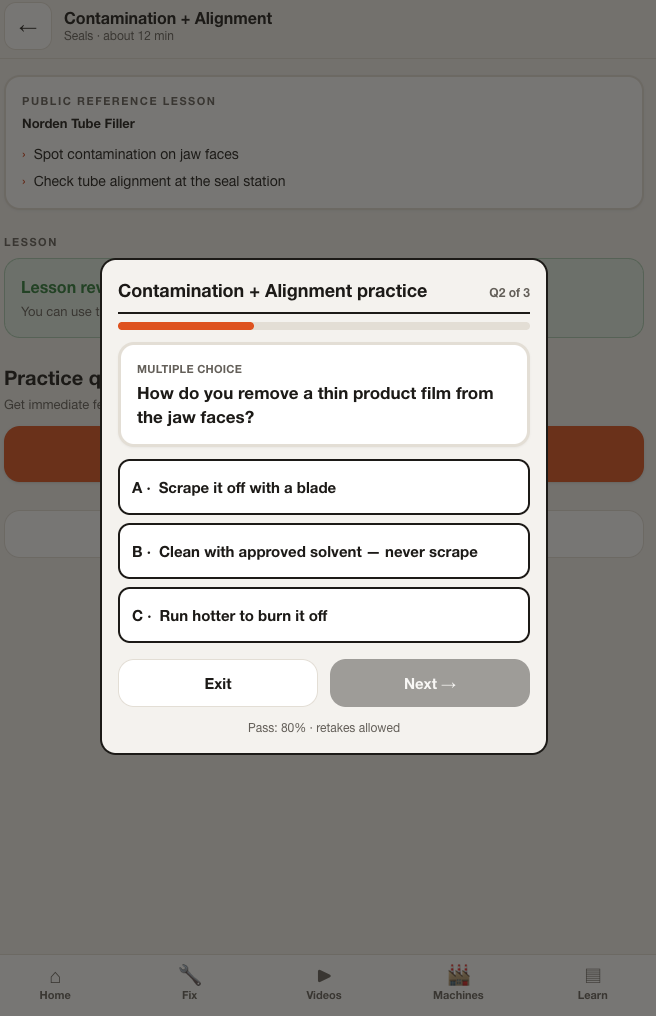 ←
Contamination + Alignment
Seals · about 12 min
PUBLIC REFERENCE LESSON
Norden Tube Filler
› Spot contamination on jaw faces
› Check tube alignment at the seal station
LESSON
Lesson rev
You can use t
Practice q
Get immediate fe
Contamination + Alignment practice
Q2 of 3
MULTIPLE CHOICE
How do you remove a thin product film from
the jaw faces?
A · Scrape it off with a blade
B · Clean with approved solvent — never scrape
C · Run hotter to burn it off
Exit
Next →
Pass: 80% · retakes allowed
Home
Fix
Videos
Machines
Learn